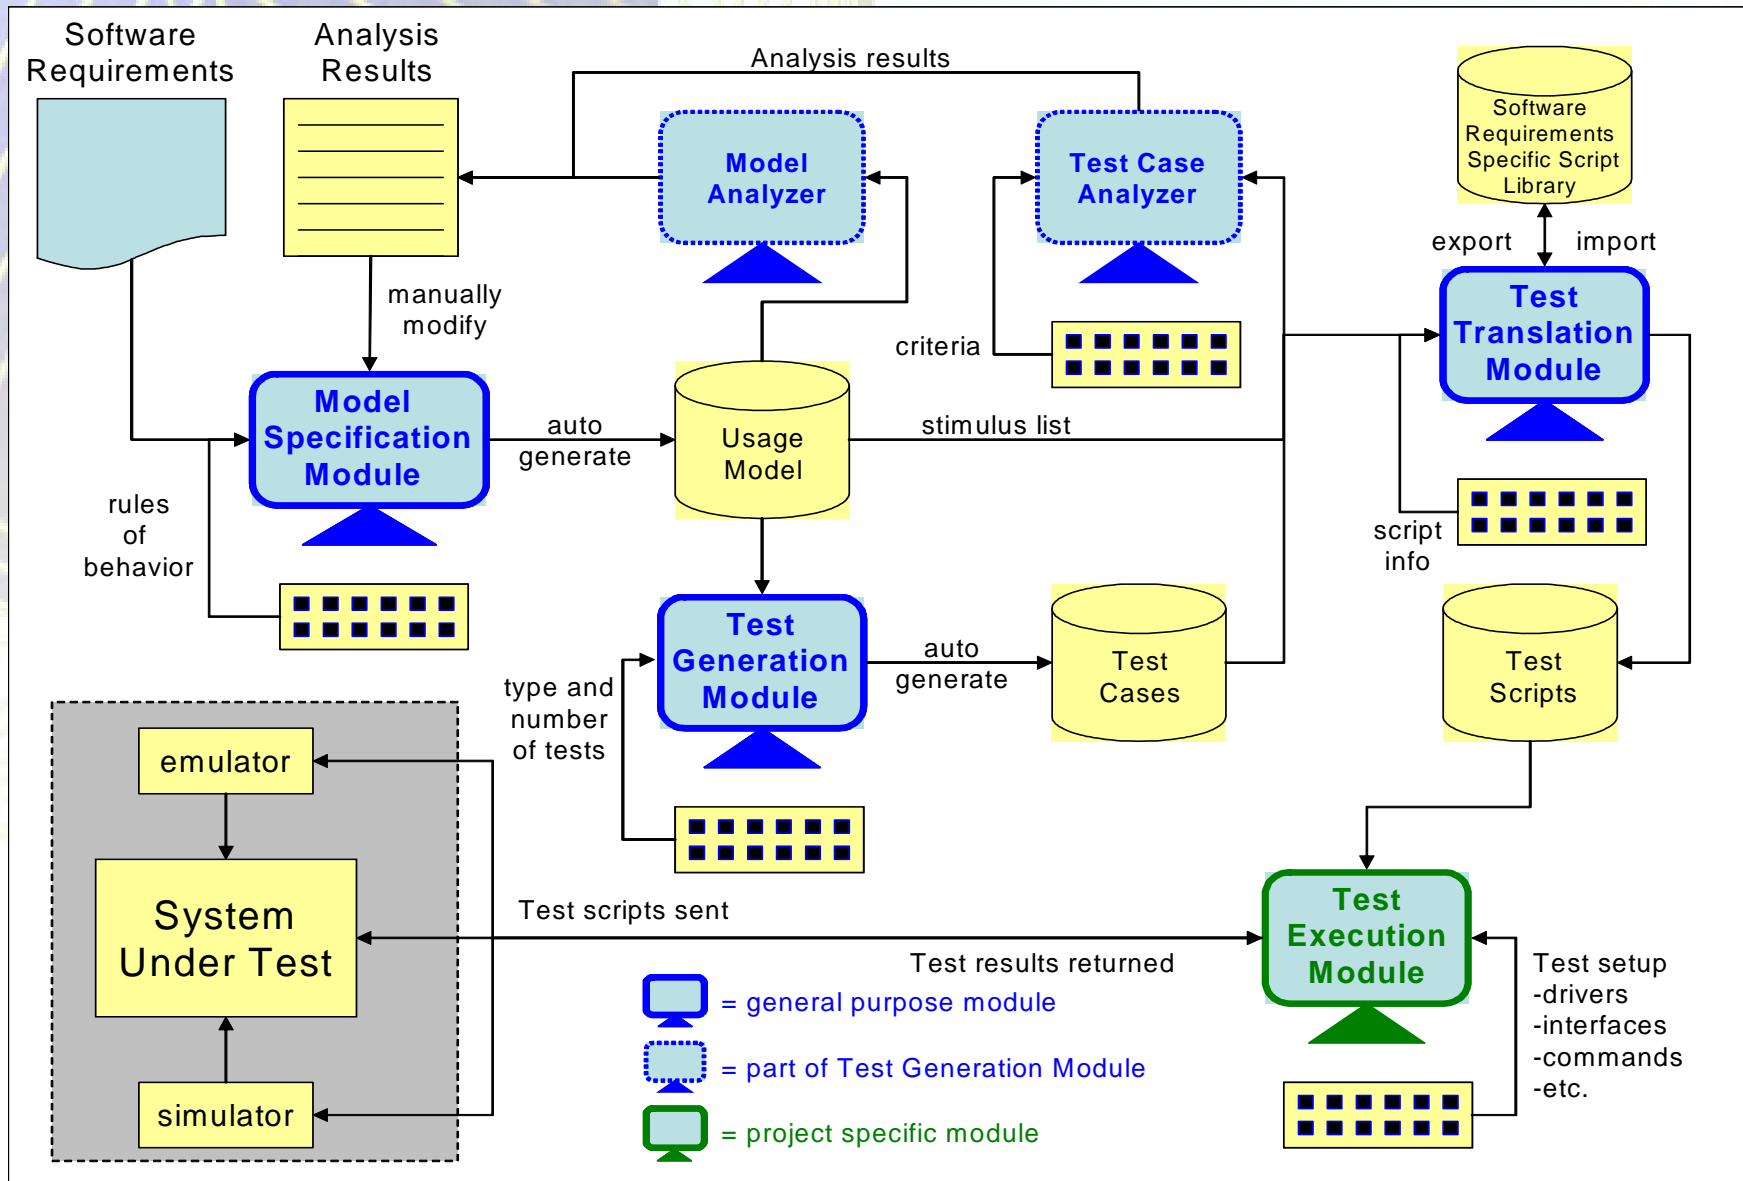 Software
Requirements
Analysis
Results
Analysis results
Model
Analyzer
Test Case
Analyzer
Software
Requirements
Specific Script
Library
export
import
manually
modify
criteria
Test
Translation
Module
Model
Specification
Module
auto
generate
Usage
Model
stimulus list
rules
of
behavior
script
info
Test
Generation
Module
type and
number
of tests
auto
generate
Test
Cases
Test
Scripts
emulator
System
Under Test
simulator
Test scripts sent
Test results returned
Test
Execution
Module
Test setup
-drivers
-interfaces
-commands
-etc.
= general purpose module
= part of Test Generation Module
= project specific module